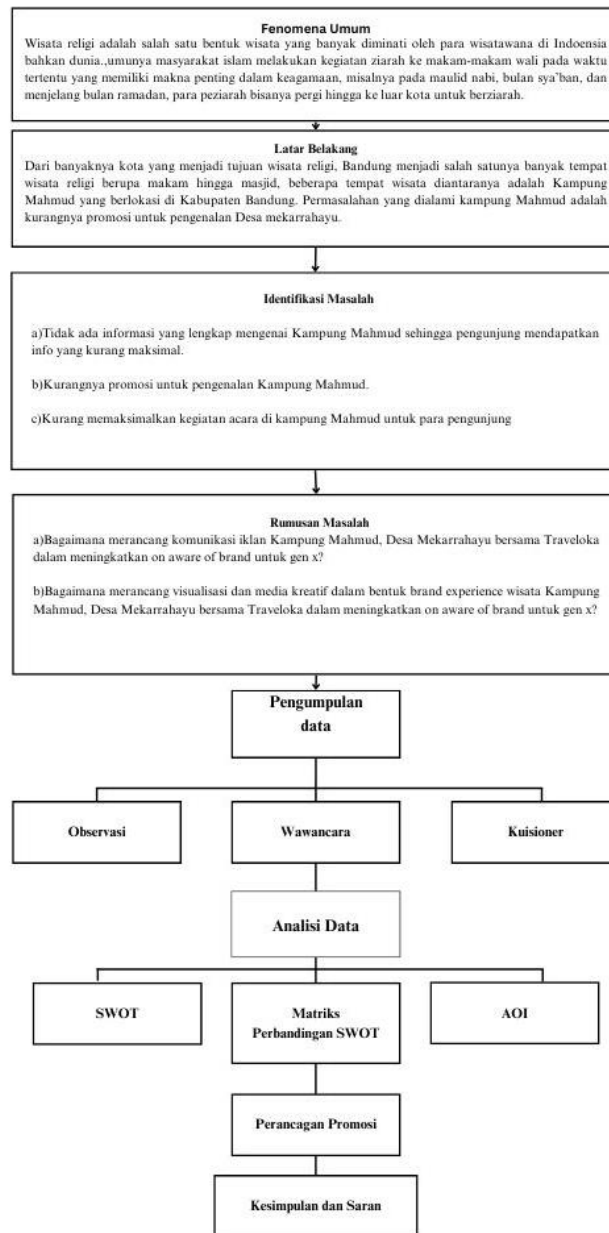 Fenomena Umum
Wisata religi adalah salah satu bentuk wisata yang banyak diminati oleh para wisatawana di Indoensia
bahkan dunia.,umunya masyarakat islam melakukan kegiatan ziarah ke makam-makam wali pada waktu
tertentu yang memiliki makna penting dalam keagamaan, misalnya pada maulid nabi, bulan sya'ban, dan
menjelang bulan ramadan, para peziarah bisanya pergi hingga ke luar kota untuk berziarah.
Latar Belakang
Dari banyaknya kota yang menjadi tujuan wisata religi, Bandung menjadi salah satunya banyak tempat
wisata religi berupa makam hingga masjid, beberapa tempat wisata diantaranya adalah Kampung
Mahmud yang berlokasi di Kabupaten Bandung. Permasalahan yang dialami kampung Mahmud adalah
kurangnya promosi untuk pengenalan Desa mekarrahayu.
Identifikasi Masalah
a)Tidak ada informasi yang lengkap mengenai Kampung Mahmud sehingga pengunjung mendapatkan
info yang kurang maksimal.
b)Kurangnya promosi untuk pengenalan Kampung Mahmud.
c)Kurang memaksimalkan kegiatan acara di kampung Mahmud untuk para pengunjung
Rumusan Masalah
a)Bagaimana merancang komunikasi iklan Kampung Mahmud, Desa Mekarrahayu bersama Traveloka
dalam meningkatkan on aware of brand untuk gen x?
b)Bagaimana merancang visualisasi dan media kreatif dalam bentuk brand experience wisata Kampung
Mahmud, Desa Mekarrahayu bersama Traveloka dalam meningkatkan on aware of brand untuk gen x?
Pengumpulan
data
Observasi
Wawancara
Kuisioner
Analisi Data
SWOT
Matriks
Perbandingan SWOT
AOI
Perancagan Promosi
Kesimpulan dan Saran